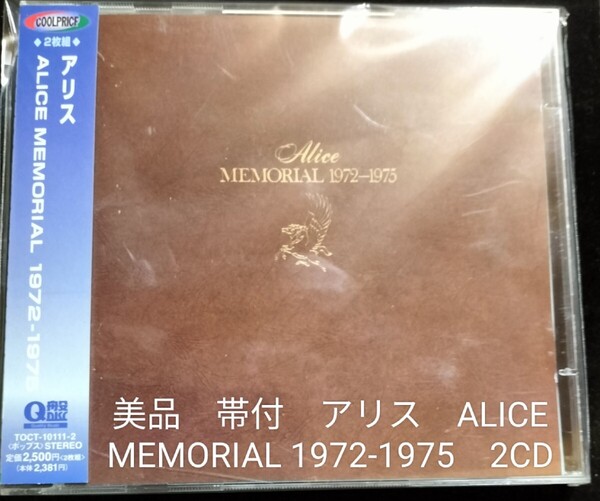 COOLPRICE
◆2枚組◆
アリス
ALICE MEMORIAL 1972-1975
Alice
MEMORIAL 1972–1975
TOCT-10111-2
〈ポップス〉STEREO
定価2,500円〈2枚組〉
〈本体2,381円〉
美品 帯付 アリス ALICE
MEMORIAL 1972-1975 2CD